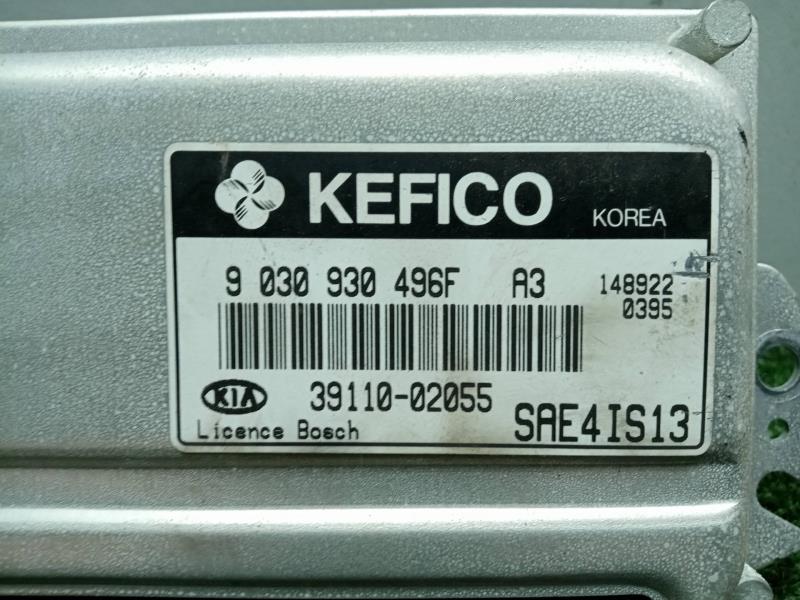 KEFICO KOREA
9 030 930 496F A3 148922
0395
KIA 39110-02055
Licence Bosch SAE4IS13